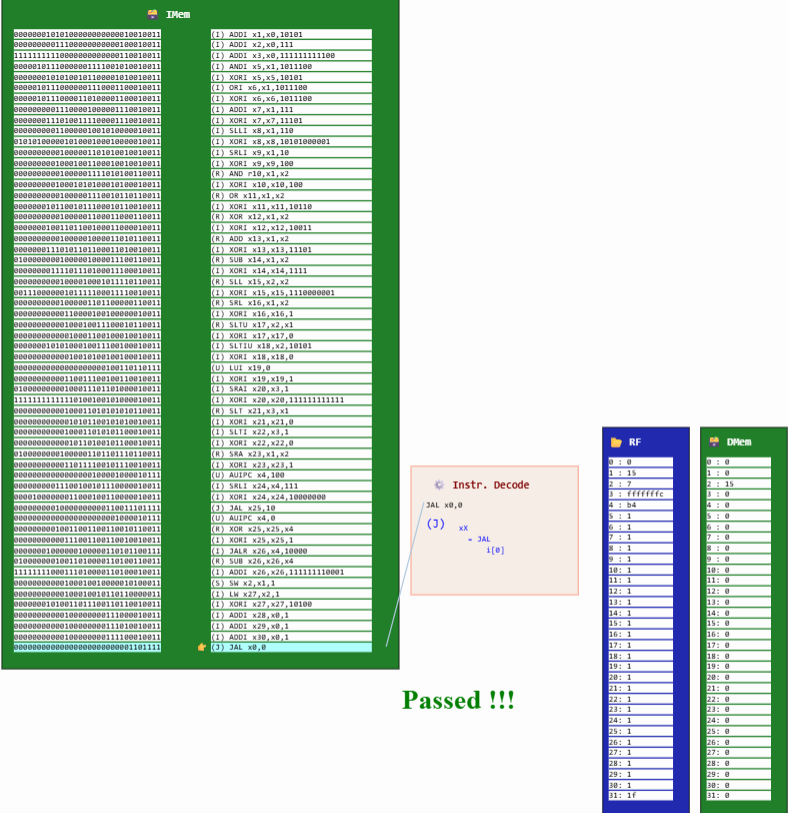 IMem
00000001010100000000000010010011 (I) ADDI x1,x0,10101
00000000011100000000000100010011 (I) ADDI x2,x0,111
11111111110000000000000110010011 (I) ADDI x3,x0,111111111100
00000101110000001111001010010011 (I) ANDI x5,x1,1011100
00000001010100101100001010010011 (I) XORI x5,x5,10101
00000101110000001110001100010011 (I) ORI x6,x1,1011100
00000101110000110100001100010011 (I) XORI x6,x6,1011100
00000000011100001000001110010011 (I) ADDI x7,x1,111
00000001110100111100001110010011 (I) XORI x7,x7,11101
00000000011000001001010000010011 (I) SLLI x8,x1,110
01010100000101000100010000010011 (I) XORI x8,x8,10101000001
00000000001000001101010010010011 (I) SRLI x9,x1,10
00000000010001001100010010010011 (I) XORI x9,x9,100
00000000001000001111010100110011 (R) AND r10,x1,x2
00000000010001010100010100010011 (I) XORI x10,x10,100
00000000001000001110010110110011 (R) OR x11,x1,x2
00000001011001011100010110010011 (I) XORI x11,x11,10110
00000000001000001100011000110011 (R) XOR x12,x1,x2
00000001001101100100011000010011 (I) XORI x12,x12,10011
00000000001000001000011010110011 (R) ADD x13,x1,x2
00000001110101101100011010010011 (I) XORI x13,x13,11101
01000000001000001000011100110011 (R) SUB x14,x1,x2
00000000111101110100011100010011 (I) XORI x14,x14,1111
00000000001000010001011110110011 (R) SLL x15,x2,x2
00111000000101111100011110010011 (I) XORI x15,x15,1110000001
00000000001000001101100000110011 (R) SRL x16,x1,x2
00000000000110000100100000010011 (I) XORI x16,x16,1
00000000000100010011100010110011 (R) SLTU x17,x2,x1
00000000000010001100100010010011 (I) XORI x17,x17,0
00000001010100010011100100010011 (I) SLTIU x18,x2,10101
00000000000010010100100100010011 (I) XORI x18,x18,0
00000000000000000000100110110111 (U) LUI x19,0
00000000000110011100100110010011 (I) XORI x19,x19,1
01000000000100011101101000010011 (I) SRAI x20,x3,1
11111111111110100100101000010011 (I) XORI x20,x20,111111111111
00000000000100011010101010110011 (R) SLT x21,x3,x1
00000000000010101100101010010011 (I) XORI x21,x21,0
00000000000100011010101100010011 (I) SLTI x22,x3,1
00000000000010110100101100010011 (I) XORI x22,x22,0
01000000001000001101101110110011 (R) SRA x23,x1,x2
00000000000110111100101110010011 (I) XORI x23,x23,1
00000000000000000100001000010111 (U) AUIPC x4,100
00000000011100100101110000010011 (I) SRLI x24,x4,111
00001000000011000100110000010011 (I) XORI x24,x24,10000000
00000000001000000000110011101111 (J) JAL x25,10
00000000000000000000001000010111 (U) AUIPC x4,0
00000000010011001100110010110011 (R) XOR x25,x25,x4
00000000000111001100110010010011 (I) XORI x25,x25,1
00000001000000100000110101100111 (I) JALR x26,x4,10000
01000000010011010000110100110011 (R) SUB x26,x26,x4
11111111000111010000110100010011 (I) ADDI x26,x26,111111110001
00000000000100010010000010100011 (S) SW x2,x1,1
00000000000100010010110110000011 (I) LW x27,x2,1
00000001010011011100110110010011 (I) XORI x27,x27,10100
00000000000100000000111000010011 (I) ADDI x28,x0,1
00000000000100000000111010010011 (I) ADDI x29,x0,1
00000000000100000000111100010011 (I) ADDI x30,x0,1
00000000000000000000000001101111 (J) JAL x0,0
Instr. Decode
JAL x0,0
(J) xX
= JAL
i[0]
Passed !!!
RF
0 : 0
1 : 15
2 : 7
3 : fffffffc
4 : b4
5 : 1
6 : 1
7 : 1
8 : 1
9 : 1
10: 1
11: 1
12: 1
13: 1
14: 1
15: 1
16: 1
17: 1
18: 1
19: 1
20: 1
21: 1
22: 1
23: 1
24: 1
25: 1
26: 1
27: 1
28: 1
29: 1
30: 1
31: 1f
DMem
0 : 0
1 : 0
2 : 15
3 : 0
4 : 0
5 : 0
6 : 0
7 : 0
8 : 0
9 : 0
10: 0
11: 0
12: 0
13: 0
14: 0
15: 0
16: 0
17: 0
18: 0
19: 0
20: 0
21: 0
22: 0
23: 0
24: 0
25: 0
26: 0
27: 0
28: 0
29: 0
30: 0
31: 0